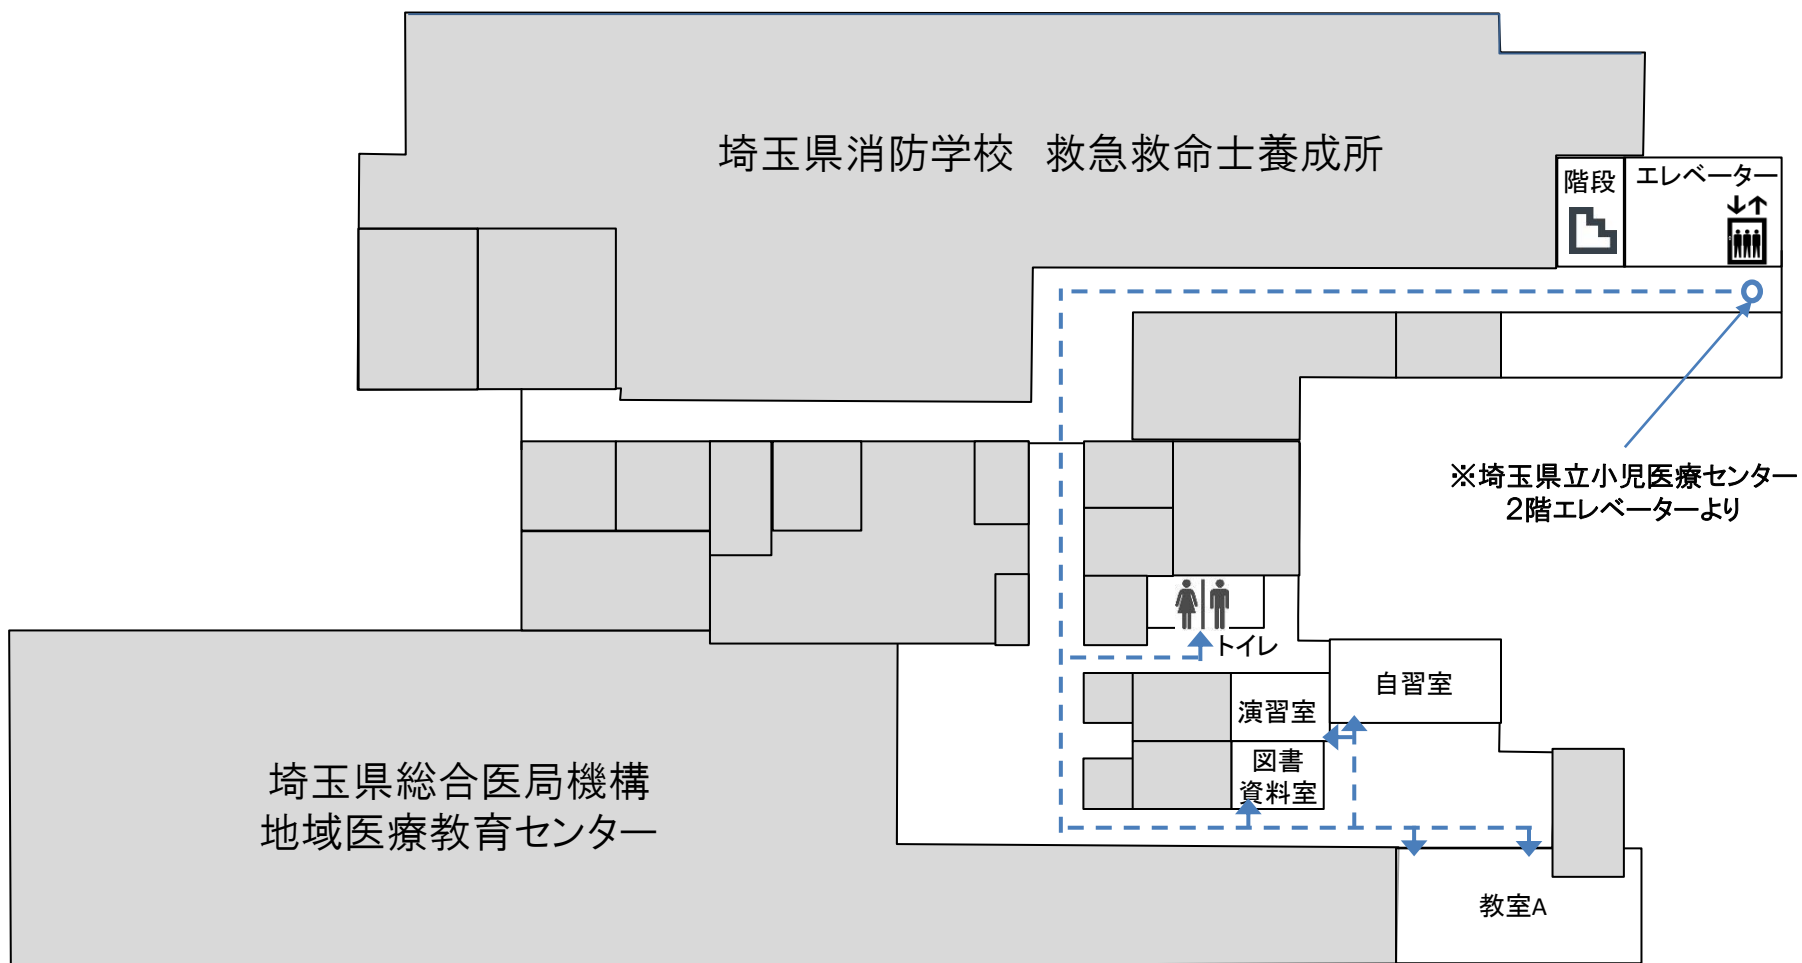 埼玉県消防学校　救急救命士養成所
階段
エレベーター
※埼玉県立小児医療センター
2階エレベーターより
トイレ
自習室
演習室
図書
資料室
埼玉県総合医局機構
地域医療教育センター
教室A